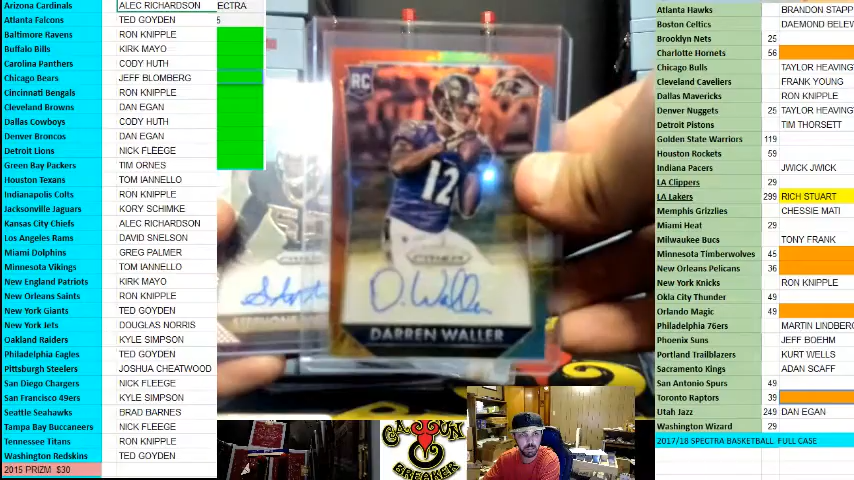 Arizona Cardinals ALEC RICHARDSON ECTRA
Atlanta Falcons TED GOYDEN
Baltimore Ravens RON KNIPPLE
Buffalo Bills KIRK MAYO
Carolina Panthers CODY HUTH
Chicago Bears JEFF BLOMBERG
Cincinnati Bengals RON KNIPPLE
Cleveland Browns DAN EGAN
Dallas Cowboys CODY HUTH
Denver Broncos DAN EGAN
Detroit Lions NICK FLEEGE
Green Bay Packers TIM ORNES
Houston Texans TOM IANNELLO
Indianapolis Colts RON KNIPPLE
Jacksonville Jaguars KORY SCHIMKE
Kansas City Chiefs ALEC RICHARDSON
Los Angeles Rams DAVID SNELSON
Miami Dolphins GREG PALMER
Minnesota Vikings TOM IANNELLO
New England Patriots KIRK MAYO
New Orleans Saints RON KNIPPLE
New York Giants TED GOYDEN
New York Jets DOUGLAS NORRIS
Oakland Raiders KYLE SIMPSON
Philadelphia Eagles TED GOYDEN
Pittsburgh Steelers JOSHUA CHEATWOOD
San Diego Chargers NICK FLEEGE
San Francisco 49ers KYLE SIMPSON
Seattle Seahawks BRAD BARNES
Tampa Bay Buccaneers NICK FLEEGE
Tennessee Titans RON KNIPPLE
Washington Redskins TED GOYDEN
2015 PRIZM $30
RC
12
PRIZM
D. Waller
DARREN WALLER
CAJUN
BREAKER
Atlanta Hawks BRANDON STAPP
Boston Celtics DAEMOND BELEW
Brooklyn Nets 25
Charlotte Hornets 56
Chicago Bulls TAYLOR HEAVING
Cleveland Caveliers FRANK YOUNG
Dallas Mavericks RON KNIPPLE
Denver Nuggets 25 TAYLOR HEAVING
Detroit Pistons TIM THORSETT
Golden State Warriors 119
Houston Rockets 59
Indiana Pacers JWICK JWICK
LA Clippers 29
LA Lakers 299 RICH STUART
Memphis Grizzlies CHESSIE MATI
Miami Heat 29
Milwaukee Bucs TONY FRANK
Minnesota Timberwolves 45
New Orleans Pelicans 36
New York Knicks RON KNIPPLE
Okla City Thunder 49
Orlando Magic 49
Philadelphia 76ers MARTIN LINDBERG
Phoenix Suns JEFF BOEHM
Portland Trailblazers KURT WELLS
Sacramento Kings ADAN SCAFF
San Antonio Spurs 49
Toronto Raptors 39
Utah Jazz 249 DAN EGAN
Washington Wizard 29
2017/18 SPECTRA BASKETBALL FULL CASE